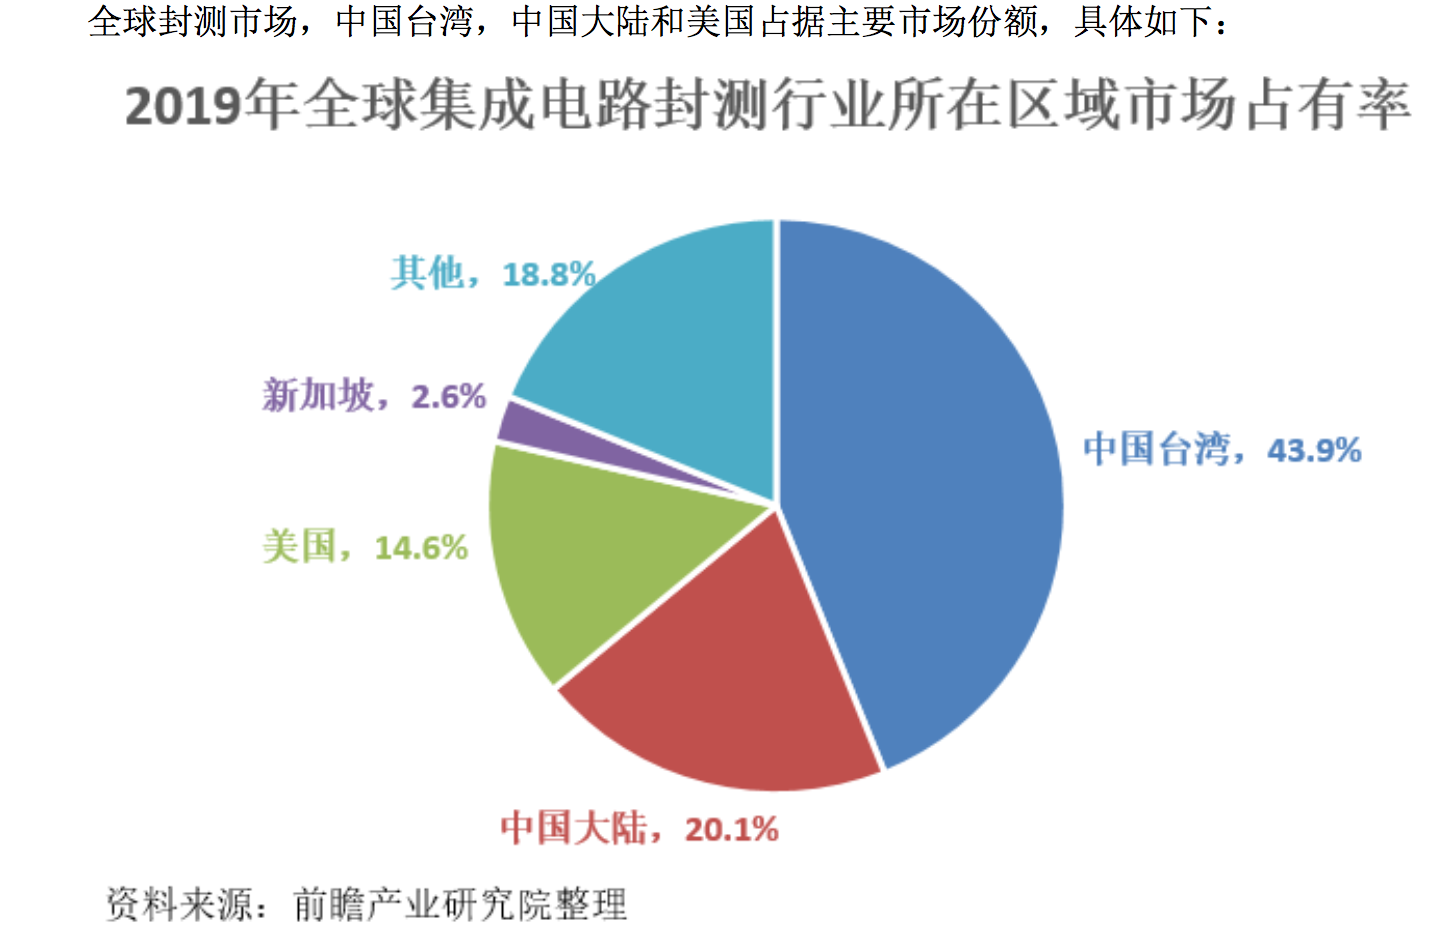 全球封测市场，中国台湾，中国大陆和美国占据主要市场份额，具体如下：
2019年全球集成电路封测行业所在区域市场占有率
其他，18.8%
新加坡，2.6%
中国台湾，43.9%
美国，14.6%
中国大陆，20.1%
资料来源：前瞻产业研究院整理